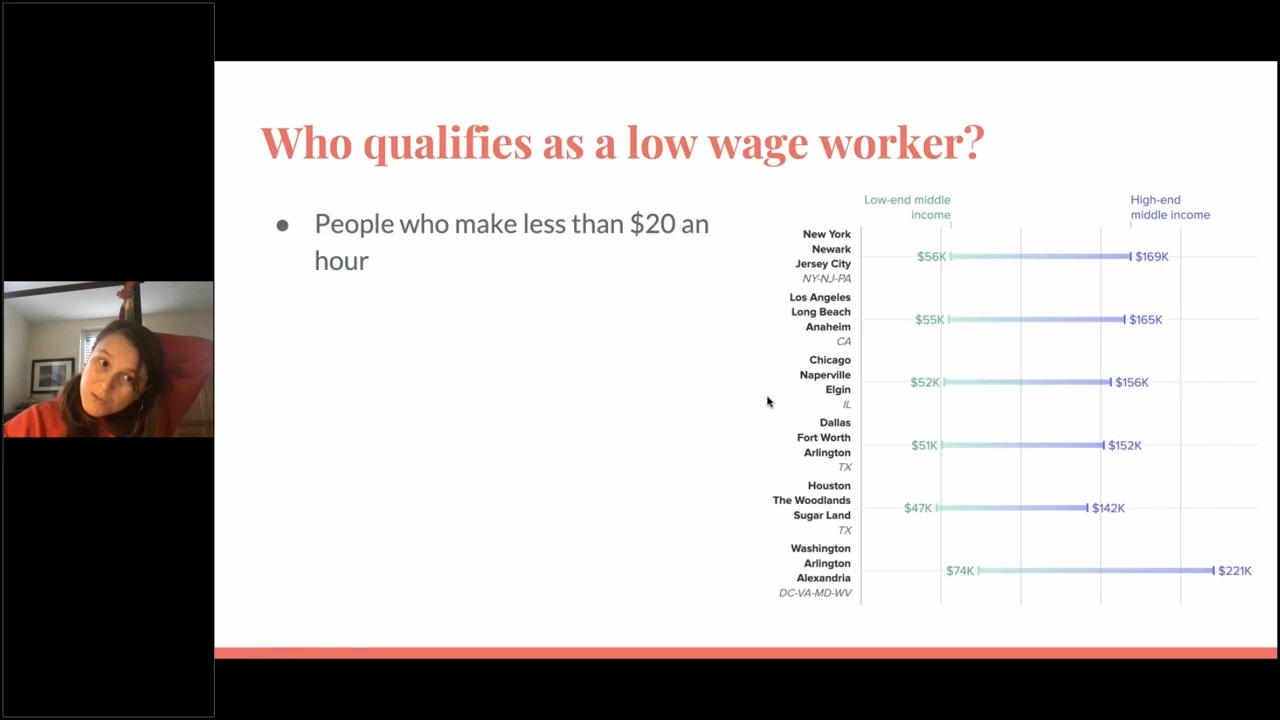 Who qualifies as a low wage worker?
● People who make less than $20 an
hour
Low-end middle
income
High-end
middle income
New York
Newark
Jersey City
NY-NJ-PA
$56K
$169K
Los Angeles
Long Beach
Anaheim
CA
$55K
$165K
Chicago
Naperville
Elgin
IL
$52K
$156K
Dallas
Fort Worth
Arlington
TX
$51K
$152K
Houston
The Woodlands
Sugar Land
TX
$47K
$142K
Washington
Arlington
Alexandria
DC-VA-MD-WV
$74K
$221K